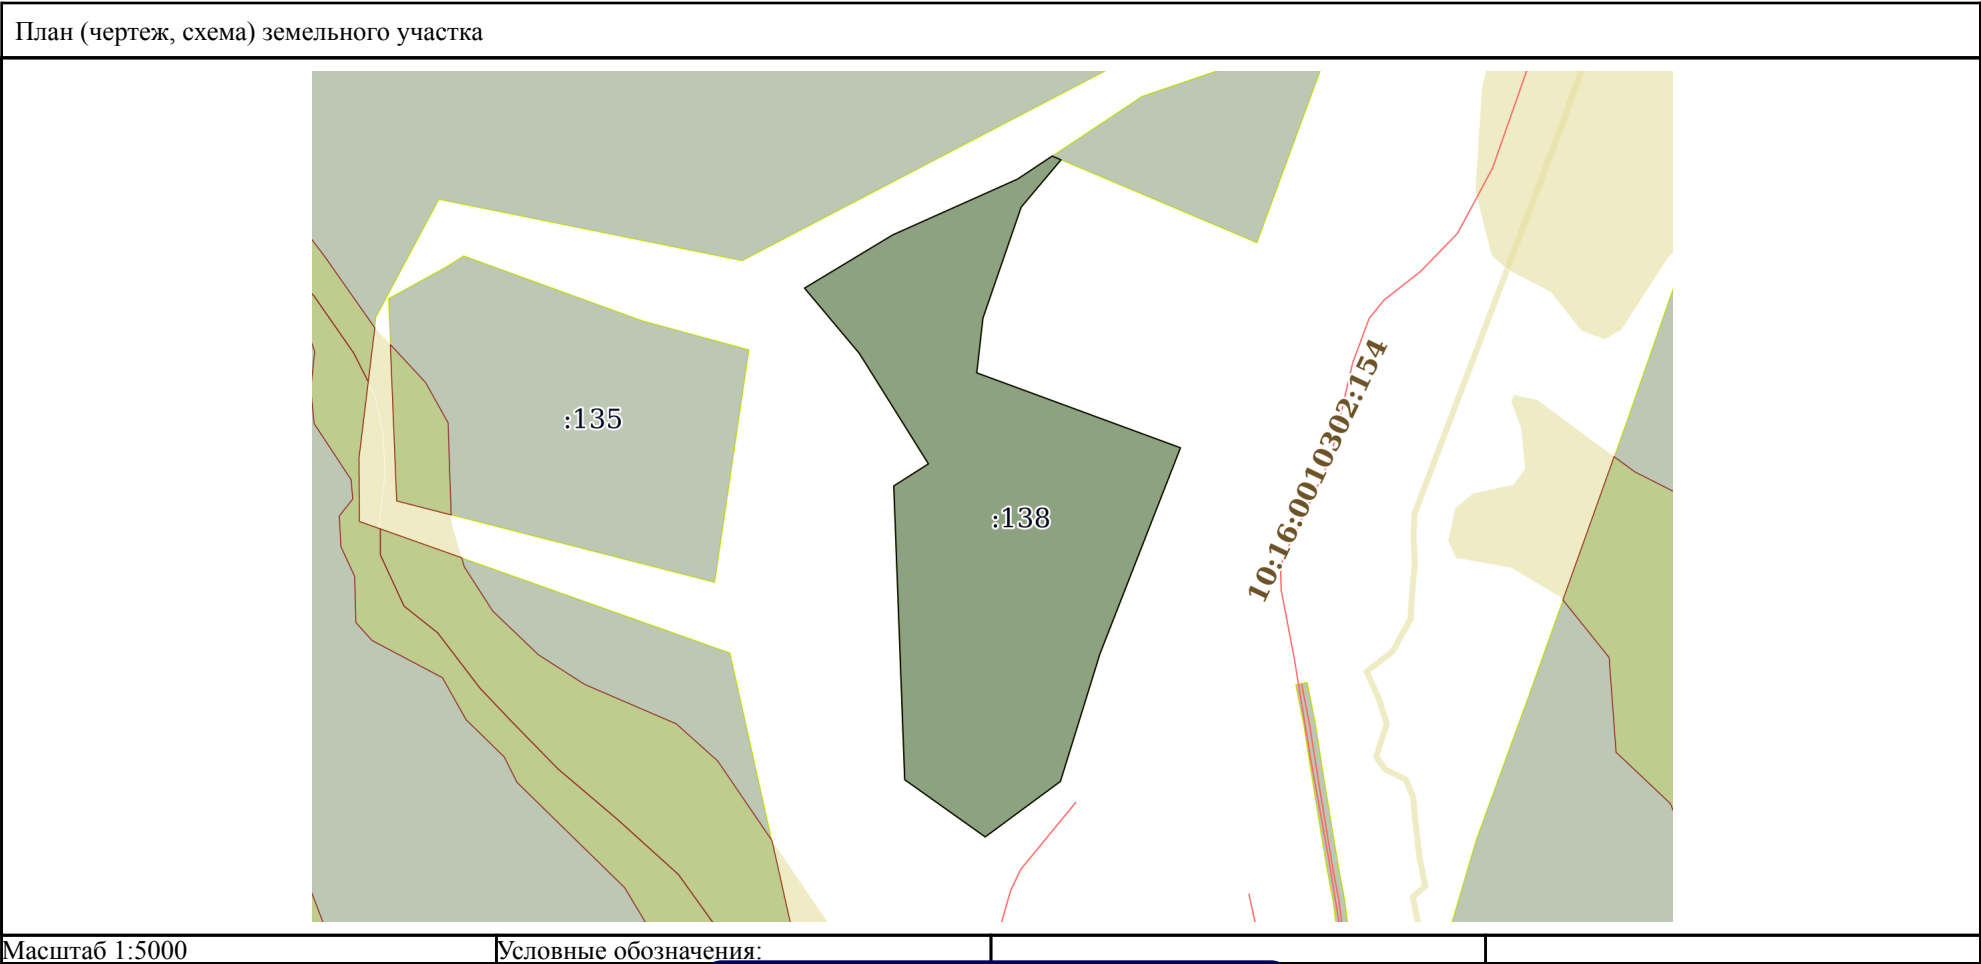 План (чертеж, схема) земельного участка
:135
:138
10:16:0010302:154
Масштаб 1:5000
Условные обозначения: